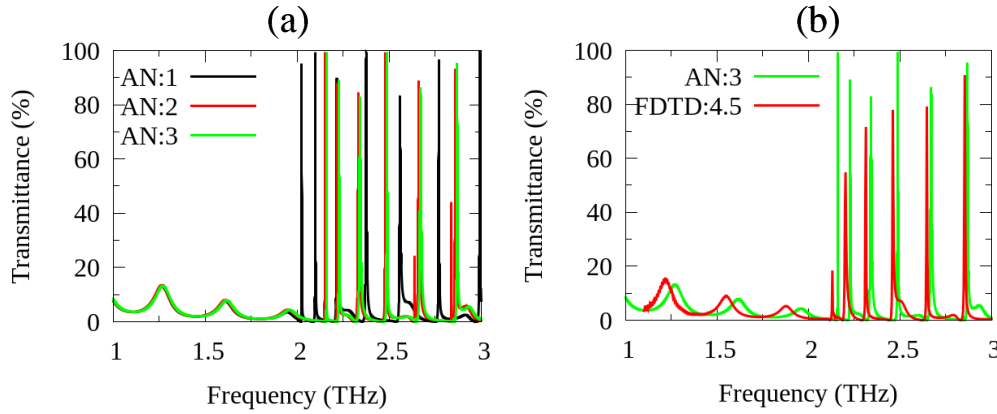 (a)
Transmittance (%)
100
80
60
40
20
0
AN:1
AN:2
AN:3
1
1.5
2
2.5
3
Frequency (THz)
(b)
Transmittance (%)
100
80
60
40
20
0
AN:3
FDTD:4.5
1
1.5
2
2.5
3
Frequency (THz)